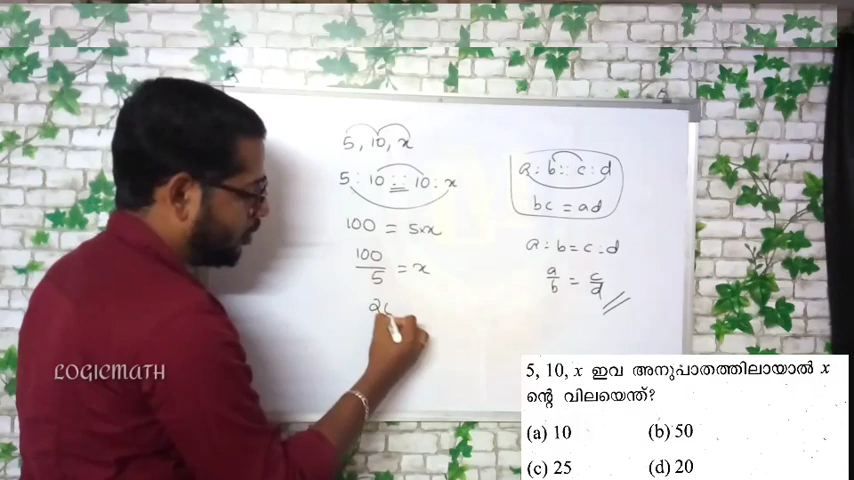 5, 10, x
5 : 10 :: 10 : x
100 = 5xx
100/5 = x
a : b :: c : d
bc = ad
a : b = c : d
a/b = c/d
LOGICMATH
5, 10, x ഇവ അനുപാതത്തിലായാൽ x
ന്റെ വിലയെന്ത്?
(a) 10 (b) 50
(c) 25 (d) 20